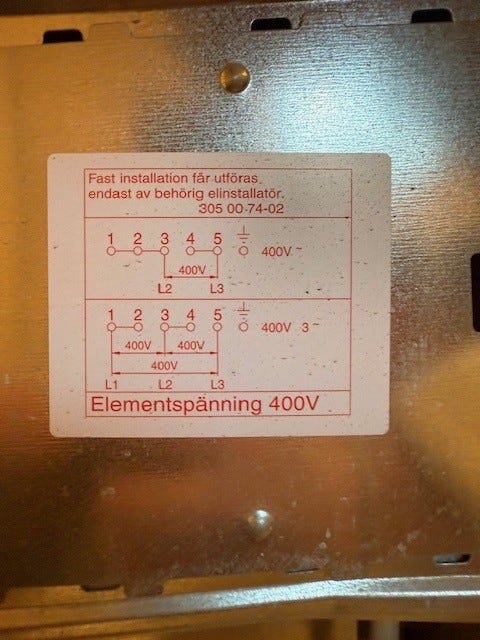 Fast installation får utföras
endast av behörig elinstallatör.
305 00 74-02
1 2 3 4 5
400V ~
400V
L2 L3
1 2 3 4 5
400V 3 ~
400V 400V
400V
L1 L2 L3
Elementspänning 400V